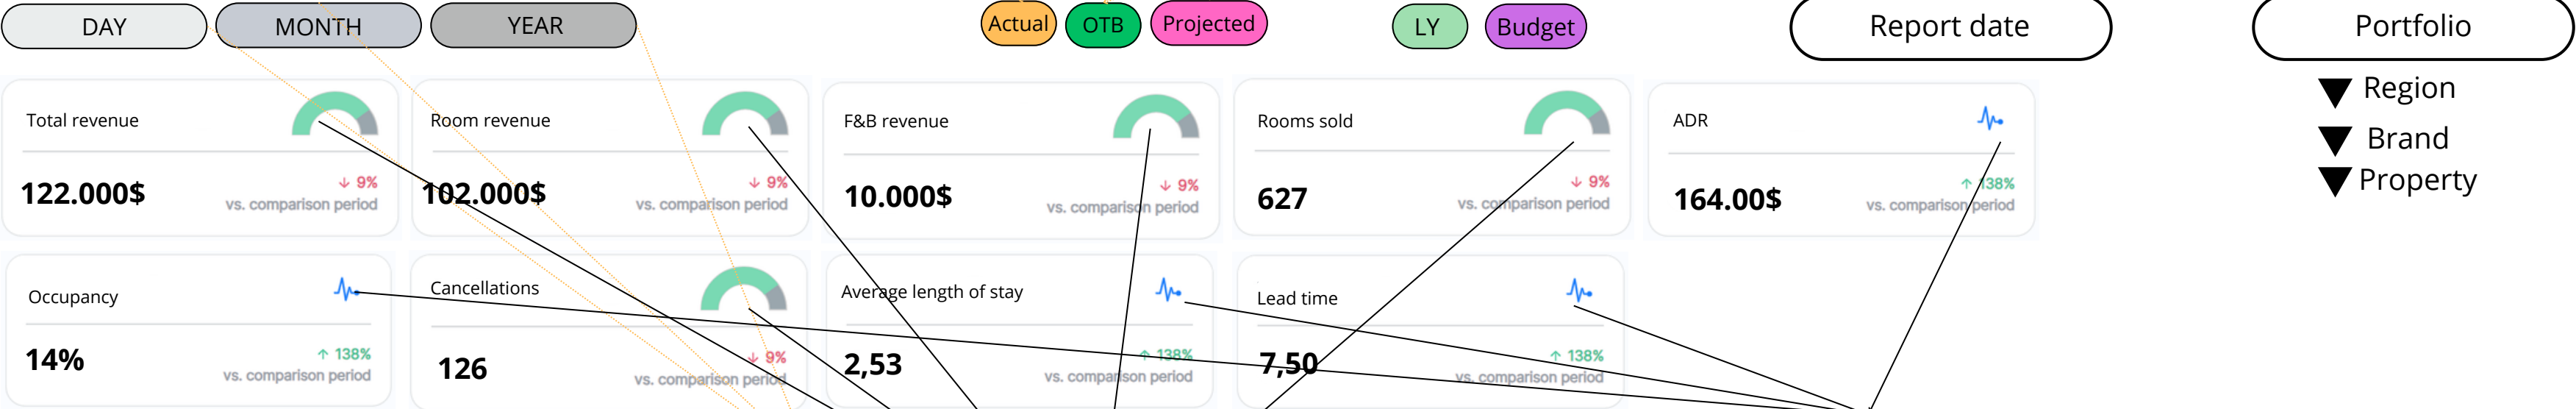 DAY MONTH YEAR Actual OTB Projected LY Budget Report date Portfolio
Region
Brand
Property
Total revenue
122.000$
↓ 9%
vs. comparison period
Room revenue
102.000$
↓ 9%
vs. comparison period
F&B revenue
10.000$
↓ 9%
vs. comparison period
Rooms sold
627
↓ 9%
vs. comparison period
ADR
164.00$
↑ 138%
vs. comparison period
Occupancy
14%
↑ 138%
vs. comparison period
Cancellations
126
↓ 9%
vs. comparison period
Average length of stay
2,53
↑ 138%
vs. comparison period
Lead time
7,50
↑ 138%
vs. comparison period